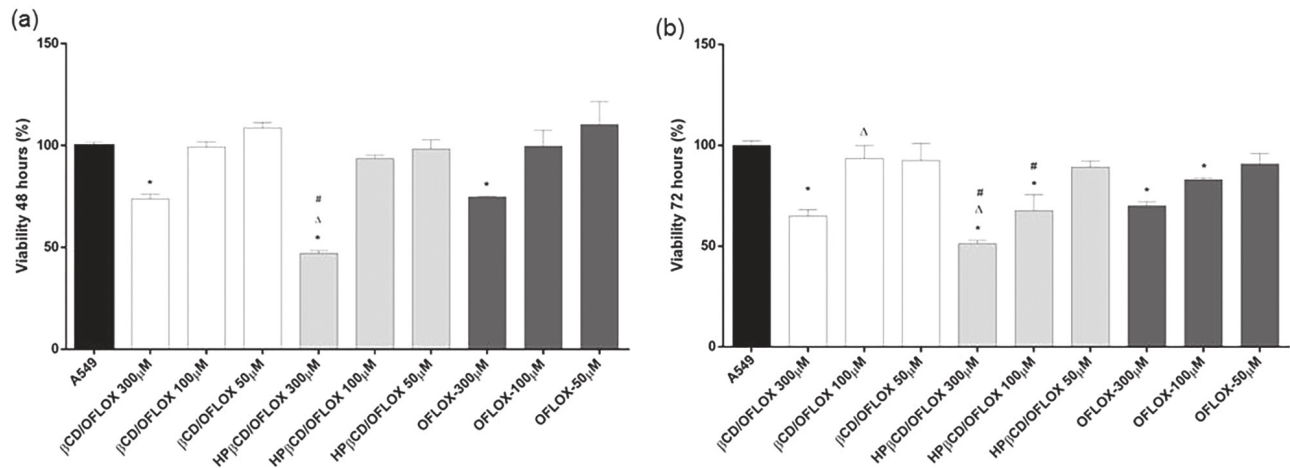 (a)
150
100
50
0
Viability 48 hours (%)
*
#
Δ
*
*
A549
βCD/OFLOX 300μM
βCD/OFLOX 100μM
βCD/OFLOX 50μM
HPβCD/OFLOX 300μM
HPβCD/OFLOX 100μM
HPβCD/OFLOX 50μM
OFLOX-300μM
OFLOX-100μM
OFLOX-50μM
(b)
150
100
50
0
Viability 72 hours (%)
*
Δ
#
Δ
*
#
*
*
*
A549
βCD/OFLOX 300μM
βCD/OFLOX 100μM
βCD/OFLOX 50μM
HPβCD/OFLOX 300μM
HPβCD/OFLOX 100μM
HPβCD/OFLOX 50μM
OFLOX-300μM
OFLOX-100μM
OFLOX-50μM